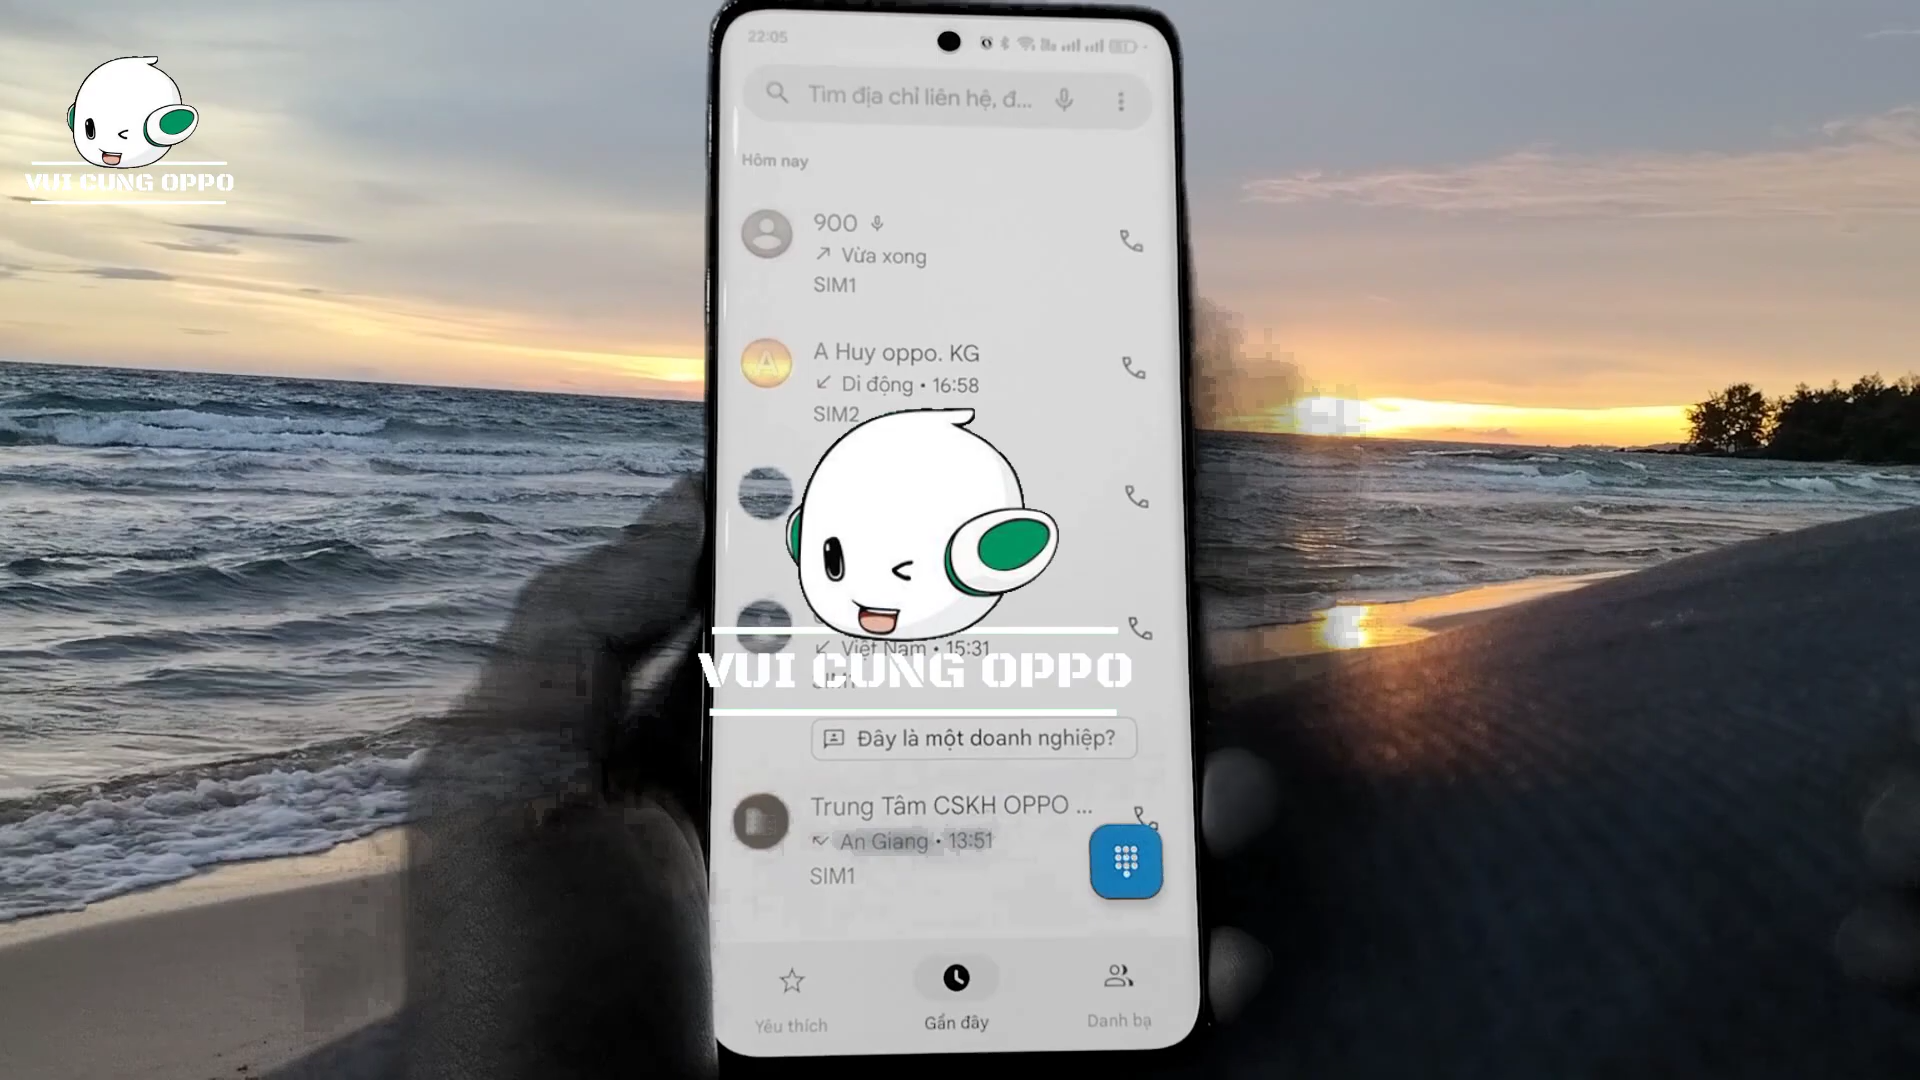 VUI CUNG OPPO
22:05
Tìm địa chỉ liên hệ, đ...
Hôm nay
900
Vừa xong
SIM1
A Huy oppo. KG
Di động • 16:58
SIM2
Việt Nam • 15:31
VUI CUNG OPPO
Đây là một doanh nghiệp?
Trung Tâm CSKH OPPO ...
An Giang • 13:51
SIM1
Yêu thích
Gần đây
Danh bạ